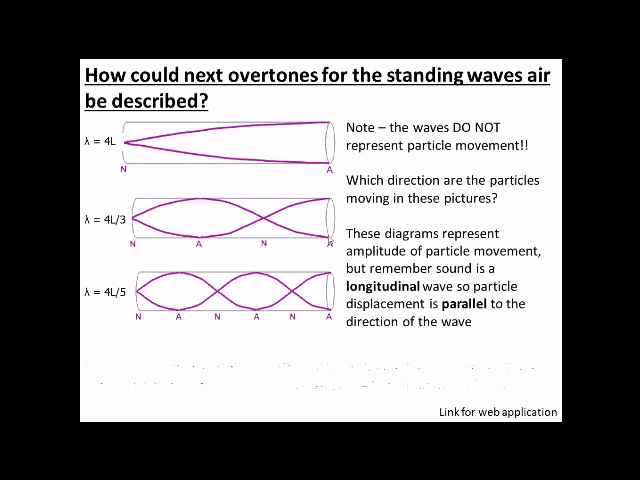 How could next overtones for the standing waves air
be described?
λ = 4L
N A
λ = 4L/3
N A N A
λ = 4L/5
N A N A N A
Note – the waves DO NOT
represent particle movement!!
Which direction are the particles
moving in these pictures?
These diagrams represent
amplitude of particle movement,
but remember sound is a
longitudinal wave so particle
displacement is parallel to the
direction of the wave
Link for web application